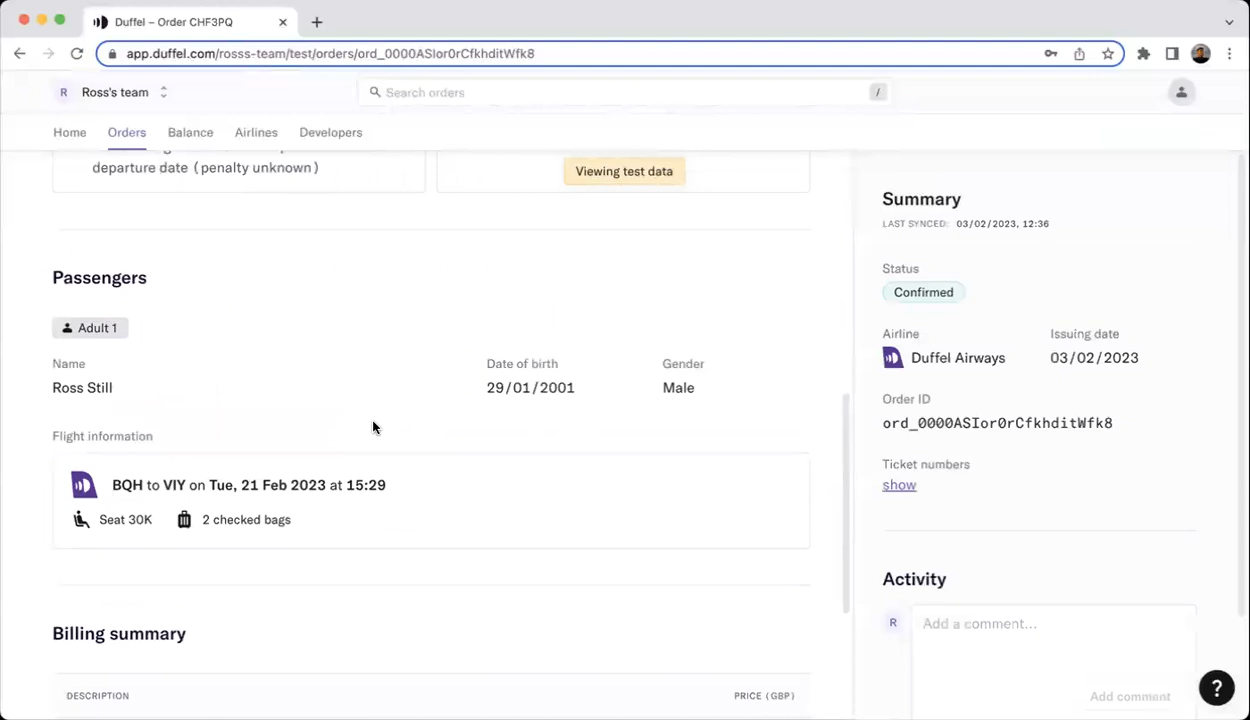 Duffel – Order CHF3PQ
app.duffel.com/rosss-team/test/orders/ord_0000ASIor0rCfkhditWfk8
R Ross's team
Search orders /
Home Orders Balance Airlines Developers
departure date (penalty unknown)
Viewing test data
Passengers
Adult 1
Name Date of birth Gender
Ross Still 29/01/2001 Male
Flight information
BQH to VIY on Tue, 21 Feb 2023 at 15:29
Seat 30K 2 checked bags
Billing summary
DESCRIPTION PRICE (GBP)
Summary
LAST SYNCED: 03/02/2023, 12:36
Status
Confirmed
Airline Issuing date
Duffel Airways 03/02/2023
Order ID
ord_0000ASIor0rCfkhditWfk8
Ticket numbers
show
Activity
R Add a comment...
Add comment
?